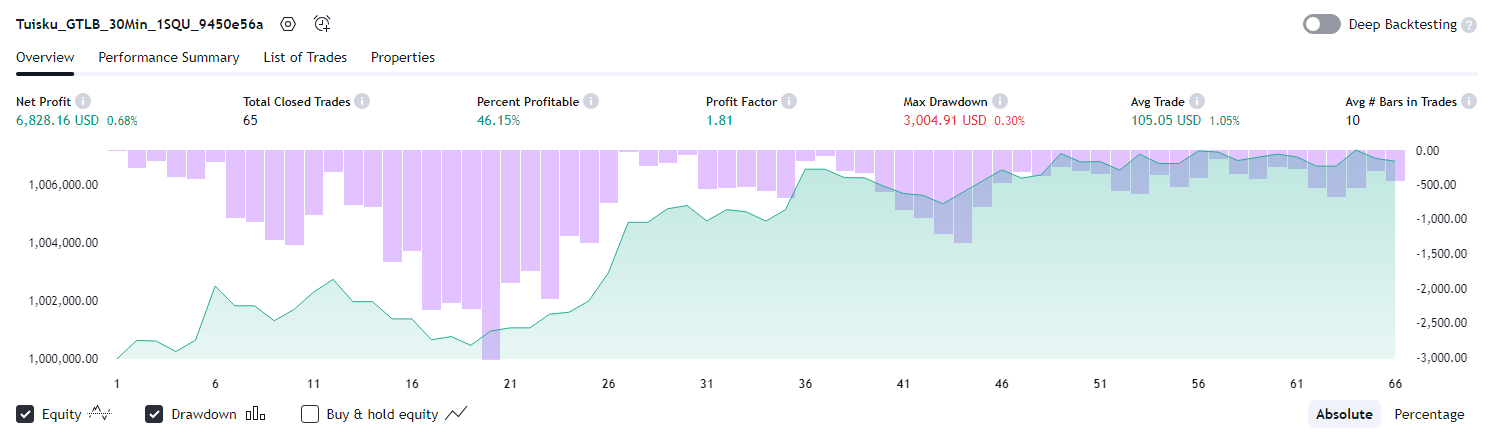 Tuisku_GTLB_30Min_1SQU_9450e56a Deep Backtesting ?
Overview Performance Summary List of Trades Properties
Net Profit Total Closed Trades Percent Profitable Profit Factor Max Drawdown Avg Trade Avg # Bars in Trades
6,828.16 USD 0.68% 65 46.15% 1.81 3,004.91 USD 0.30% 105.05 USD 1.05% 10
0.00
1,006,000.00 -500.00
-1,000.00
1,004,000.00
-1,500.00
-2,000.00
1,002,000.00
-2,500.00
1,000,000.00 -3,000.00
1 6 11 16 21 26 31 36 41 46 51 56 61 66
Equity Drawdown Buy & hold equity Absolute Percentage